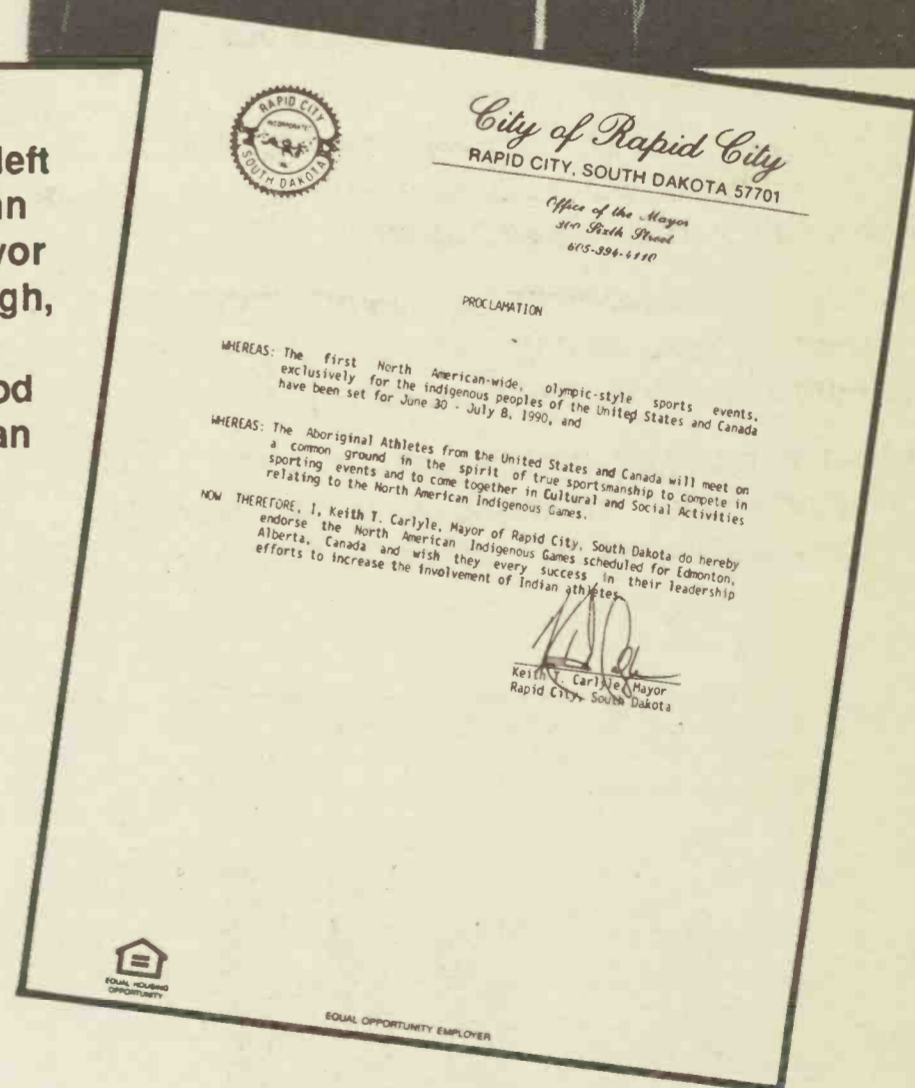 left
an
yor
gh,
od
an
RAPID CITY
INCORPORATED
SOUTH DAKOTA
City of Rapid City
RAPID CITY, SOUTH DAKOTA 57701
Office of the Mayor
300 Sixth Street
605-394-4110
PROCLAMATION
WHEREAS: The first North American-wide, olympic-style sports events,
exclusively for the indigenous peoples of the United States and Canada
have been set for June 30 - July 8, 1990, and
WHEREAS: The Aboriginal Athletes from the United States and Canada will meet on
a common ground in the spirit of true sportsmanship to compete in
sporting events and to come together in Cultural and Social Activities
relating to the North American Indigenous Games.
NOW THEREFORE, I, Keith T. Carlyle, Mayor of Rapid City, South Dakota do hereby
endorse the North American Indigenous Games scheduled for Edmonton,
Alberta, Canada and wish they every success in their leadership
efforts to increase the involvement of Indian athletes.
Keith T. Carlyle, Mayor
Rapid City, South Dakota
EQUAL HOUSING
OPPORTUNITY
EQUAL OPPORTUNITY EMPLOYER